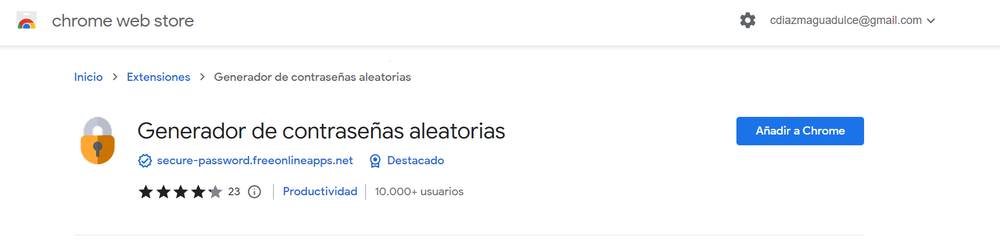 chrome web store
cdiazmaguadulce@gmail.com
Inicio > Extensiones > Generador de contraseñas aleatorias
Generador de contraseñas aleatorias
Añadir a Chrome
secure-password.freeonlineapps.net Destacado
23 Productividad 10.000+ usuarios